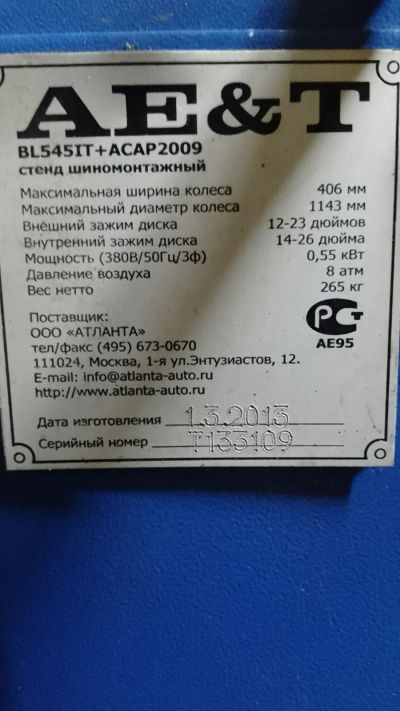 AE&T
BL545IT+ACAP2009
стенд шиномонтажный
Максимальная ширина колеса 406 мм
Максимальный диаметр колеса 1143 мм
Внешний зажим диска 12-23 дюймов
Внутренний зажим диска 14-26 дюйма
Мощность (380В/50Гц/3ф) 0,55 кВт
Давление воздуха 8 атм
Вес нетто 265 кг
Поставщик:
ООО «АТЛАНТА»
тел/факс (495) 673-0670
111024, Москва, 1-я ул.Энтузиастов, 12.
E-mail: info@atlanta-auto.ru
http://www.atlanta-auto.ru
РСТ
АЕ95
Дата изготовления 1.3.2013
Серийный номер T133109